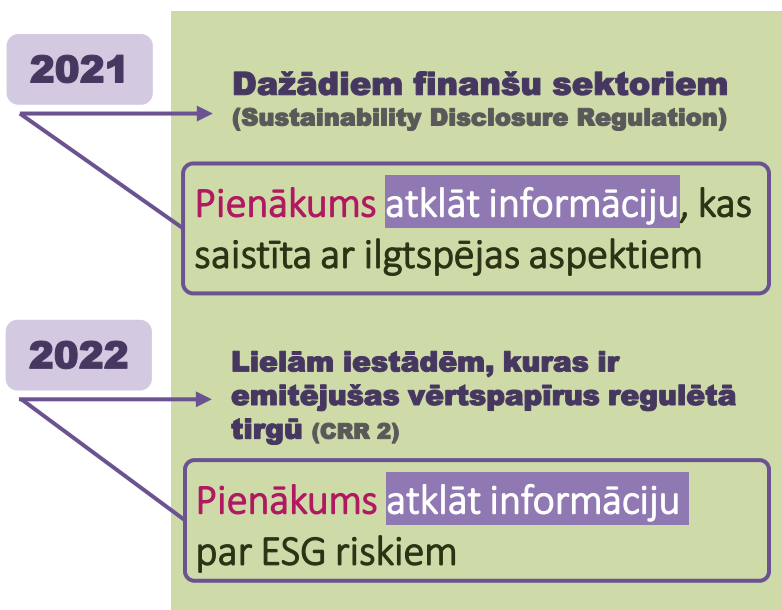 2021
Dažādiem finanšu sektoriem
(Sustainability Disclosure Regulation)
Pienākums atklāt informāciju, kas
saistīta ar ilgtspējas aspektiem
2022
Lielām iestādēm, kuras ir
emitējušas vērtspapīrus regulētā
tirgū (CRR 2)
Pienākums atklāt informāciju
par ESG riskiem